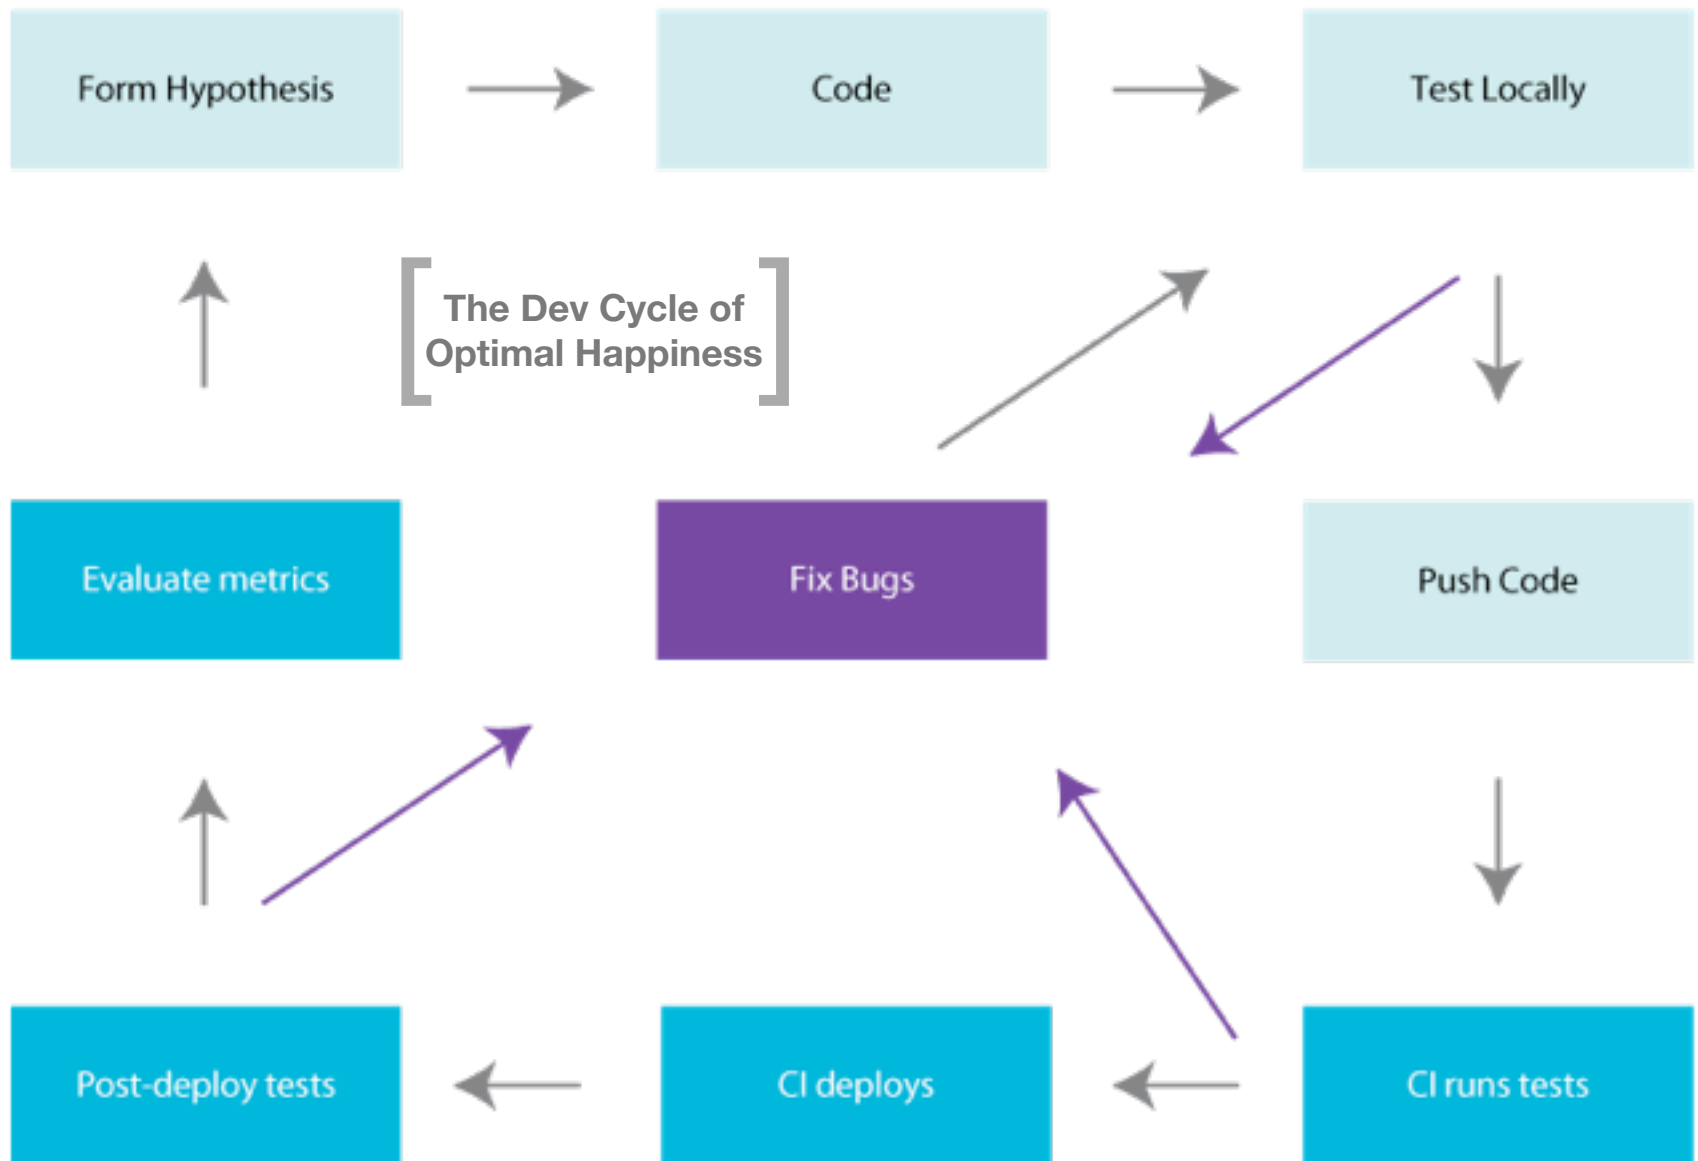 Form Hypothesis
Code
Test Locally
The Dev Cycle of
Optimal Happiness
Evaluate metrics
Fix Bugs
Push Code
Post-deploy tests
CI deploys
CI runs tests